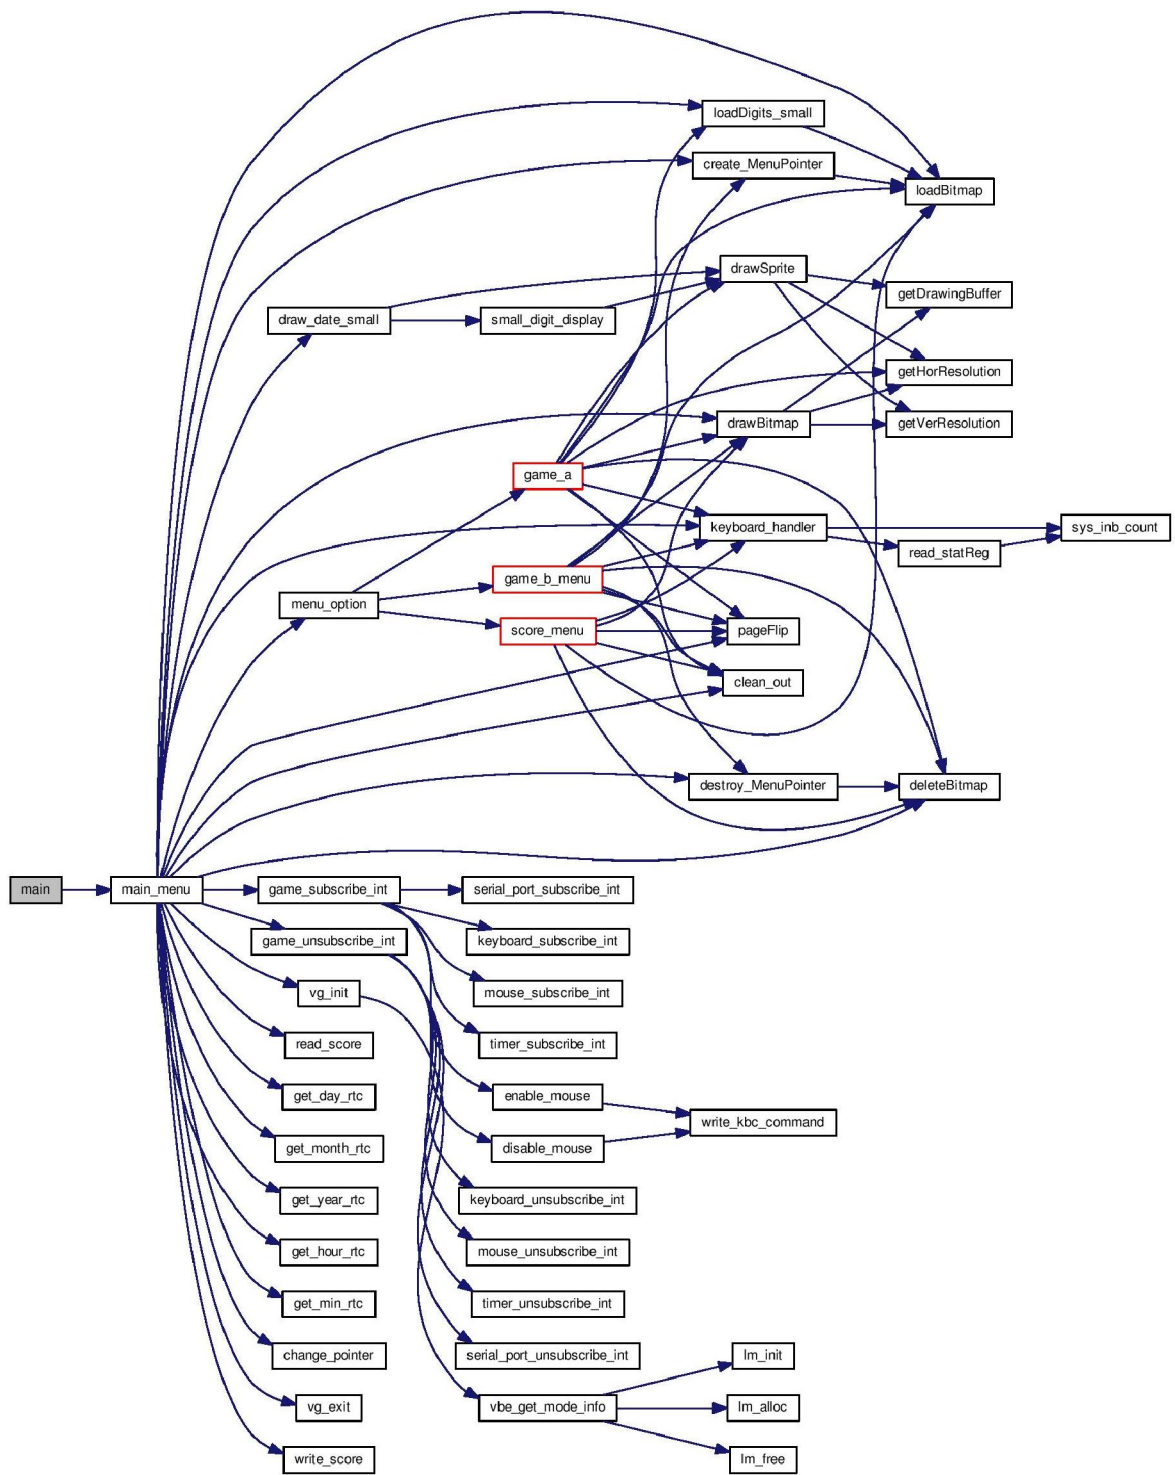 loadDigits_small
create_MenuPointer
loadBitmap
drawSprite
getDrawingBuffer
draw_date_small
small_digit_display
getHorResolution
drawBitmap
getVerResolution
game_a
keyboard_handler
sys_inb_count
read_statReg
game_b_menu
menu_option
score_menu
pageFlip
clean_out
destroy_MenuPointer
deleteBitmap
main
main_menu
game_subscribe_int
serial_port_subscribe_int
game_unsubscribe_int
keyboard_subscribe_int
vg_init
mouse_subscribe_int
read_score
timer_subscribe_int
get_day_rtc
enable_mouse
write_kbc_command
get_month_rtc
disable_mouse
get_year_rtc
keyboard_unsubscribe_int
get_hour_rtc
mouse_unsubscribe_int
get_min_rtc
timer_unsubscribe_int
change_pointer
serial_port_unsubscribe_int
lm_init
vg_exit
vbe_get_mode_info
lm_alloc
write_score
lm_free